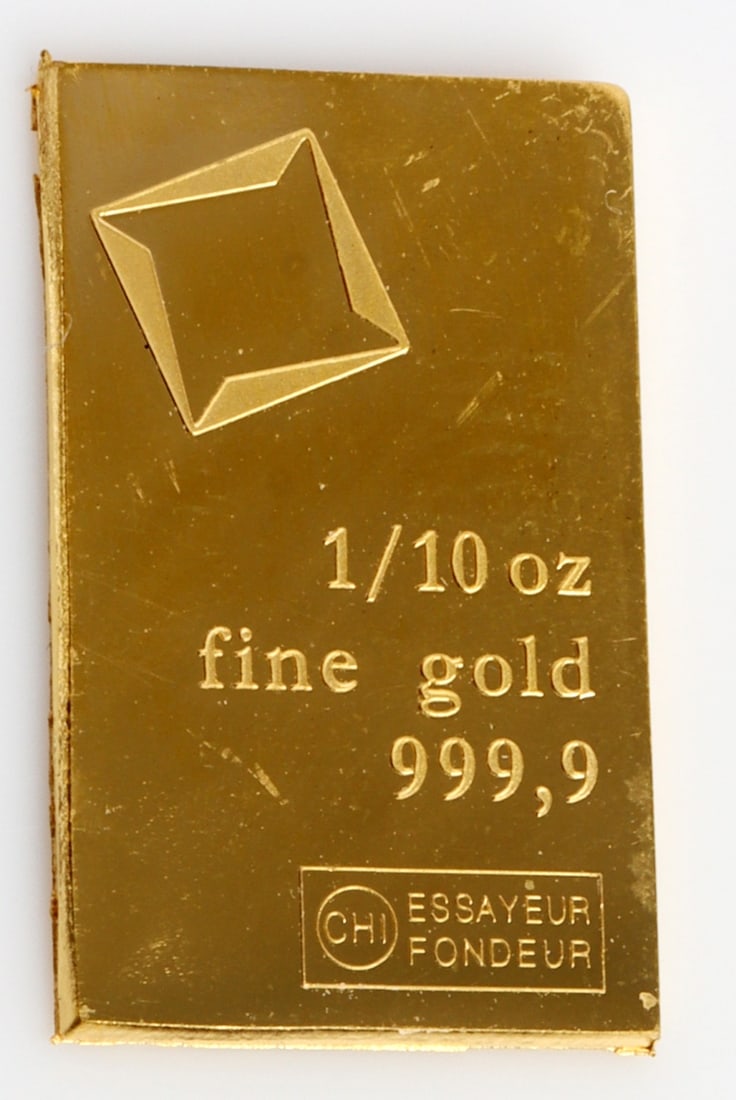 1/10 oz
fine gold
999,9
CHI ESSAYEUR
FONDEUR